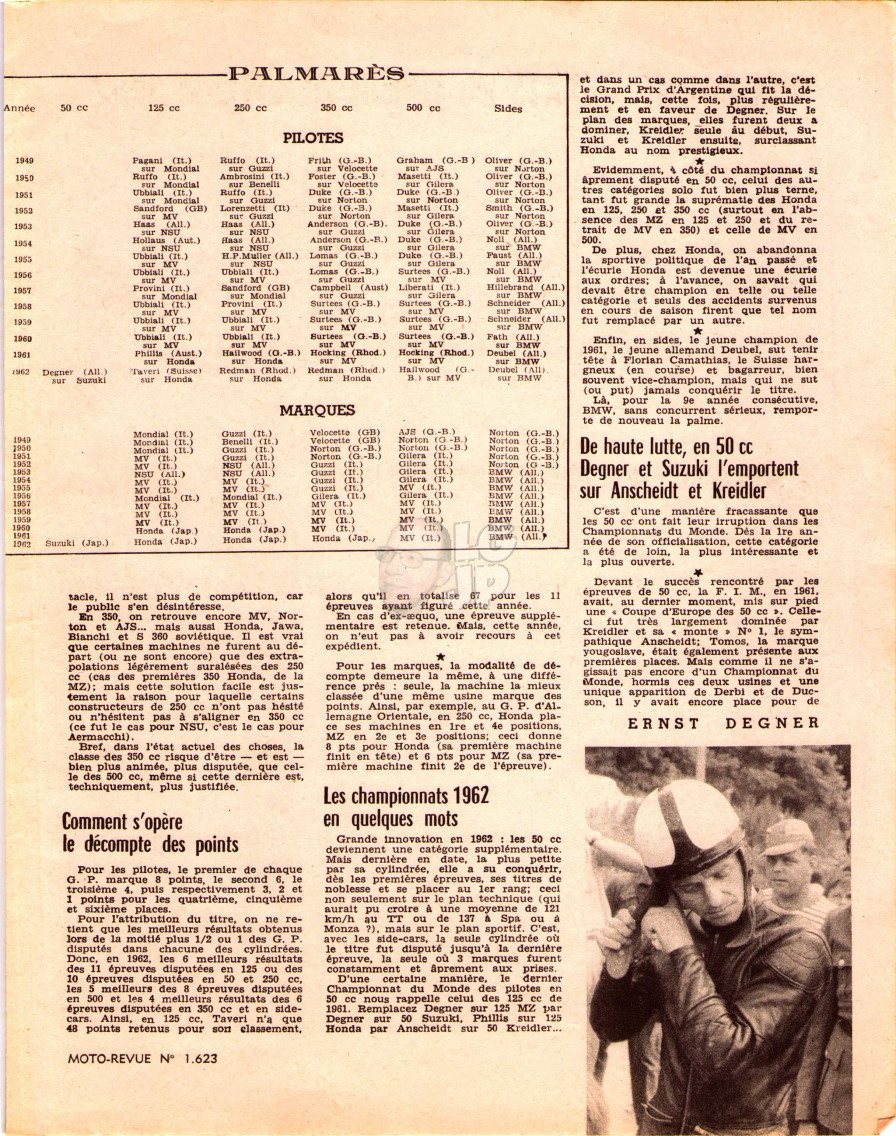 PALMARÈS
Année 50 cc 125 cc 250 cc 350 cc 500 cc Sides
PILOTES
1949 Pagani (It.) Ruffo (It.) Frith (G.-B.) Graham (G.-B) Oliver (G.-B.)
sur Mondial sur Guzzi sur Velocette sur AJS sur Norton
1950 Ruffo (It.) Ambrosini (It.) Foster (G.-B.) Masetti (It.) Oliver (G.-B.)
sur Mondial sur Benelli sur Velocette sur Gilera sur Norton
1951 Ubbiali (It.) Ruffo (It.) Duke (G.-B.) Duke (G.-B.) Oliver (G.-B.)
sur Mondial sur Guzzi sur Norton sur Norton sur Norton
1952 Sandford (GB) Lorenzetti (It) Duke (G.-B.) Masetti (It.) Smith (G.-B.)
sur MV sur Guzzi sur Norton sur Gilera sur Norton
1953 Haas (All.) Haas (All.) Anderson (G.-B). Duke (G.-B.) Oliver (G.-B.)
sur NSU sur NSU sur Guzzi sur Gilera sur Norton
1954 Hollaus (Aut.) Haas (All.) Anderson (G.-B.) Duke (G.-B.) Noll (All.)
sur NSU sur NSU sur Guzzi sur Gilera sur BMW
1955 Ubbiali (It.) H.P.Muller (All.) Lomas (G.-B.) Duke (G.-B.) Faust (All.)
sur MV sur NSU sur Guzzi sur Gilera sur BMW
1956 Ubbiali (It.) Ubbiali (It.) Lomas (G.-B.) Surtees (G.-B.) Noll (All.)
sur MV sur MV sur Guzzi sur MV sur BMW
1957 Provini (It.) Sandford (GB) Campbell (Aust) Liberati (It.) Hillebrand (All.)
sur Mondial sur Mondial sur Guzzi sur Gilera sur BMW
1958 Ubbiali (It.) Provini (It.) Surtees (G.-B.) Surtees (G.-B.) Schneider (All.)
sur MV sur MV sur MV sur MV sur BMW
1959 Ubbiali (It.) Ubbiali (It.) Surtees (G.-B.) Surtees (G.-B.) Schneider (All.)
sur MV sur MV sur MV sur MV sur BMW
1960 Ubbiali (It.) Ubbiali (It.) Surtees (G.-B.) Surtees (G.-B.) Fath (All.)
sur MV sur MV sur MV sur MV sur BMW
1961 Phillis (Aust.) Hailwood (G.-B.) Hocking (Rhod.) Hocking (Rhod.) Deubel (All.)
sur Honda sur Honda sur MV sur MV sur BMW
1962 Degner (All.) Taveri (Suisse) Redman (Rhod.) Redman (Rhod.) Hailwood (G.- Deubel (All).
sur Suzuki sur Honda sur Honda sur Honda B.) sur MV sur BMW
MARQUES
1949 Mondial (It.) Guzzi (It.) Velocette (GB) AJS (G.-B.) Norton (G.-B.)
1950 Mondial (It.) Benelli (It.) Velocette (GB) Norton (G.-B.) Norton (G.-B.)
1951 Mondial (It.) Guzzi (It.) Norton (G.-B.) Norton (G.-B.) Norton (G.-B.)
1952 MV (It.) Guzzi (It.) Norton (G.-B.) Gilera (It.) Norton (G.-B.)
1953 NSU (All.) NSU (All.) Guzzi (It.) Gilera (It.) Norton (G.-B.)
1954 MV (It.) NSU (All.) Guzzi (It.) Gilera (It.) BMW (All.)
1955 MV (It.) MV (It.) Guzzi (It.) Gilera (It.) BMW (All.)
1956 MV (It.) MV (It.) Guzzi (It.) MV (It.) BMW (All.)
1957 Mondial (It.) Mondial (It.) Gilera (It.) Gilera (It.) BMW (All.)
1958 MV (It.) MV (It.) MV (It.) MV (It.) BMW (All.)
1959 MV (It.) MV (It.) MV (It.) MV (It.) BMW (All.)
1960 MV (It.) MV (It.) MV (It.) MV (It.) BMW (All.)
1961 Honda (Jap.) Honda (Jap.) MV (It.) MV (It.) BMW (All.)
1962 Suzuki (Jap.) Honda (Jap.) Honda (Jap.) Honda (Jap., MV (It.) BMW (All.)
tacle, il n'est plus de compétition, car
le public s'en désintéresse.
En 350, on retrouve encore MV, Nor-
ton et AJS... mais aussi Honda, Jawa,
Bianchi et S 360 soviétique. Il est vrai
que certaines machines ne furent au dé-
part (ou ne sont encore) que des extra-
polations légèrement suralésées des 250
cc (cas des premières 350 Honda, de la
MZ); mais cette solution facile est jus-
tement la raison pour laquelle certains
constructeurs de 250 cc n'ont pas hésité
ou n'hésitent pas à s'aligner en 350 cc
(ce fut le cas pour NSU, c'est le cas pour
Aermacchi).
Bref, dans l'état actuel des choses, la
classe des 350 cc risque d'être — et est —
bien plus animée, plus disputée, que cel-
le des 500 cc, même si cette dernière est,
techniquement, plus justifiée.
Comment s'opère
le décompte des points
Pour les pilotes, le premier de chaque
G. P. marque 8 points, le second 6, le
troisième 4, puis respectivement 3, 2 et
1 points pour les quatrième, cinquième
et sixième places.
Pour l'attribution du titre, on ne re-
tient que les meilleurs résultats obtenus
lors de la moitié plus 1/2 ou 1 des G. P.
disputés dans chacune des cylindrées.
Donc, en 1962, les 6 meilleurs résultats
des 11 épreuves disputées en 125 ou des
10 épreuves disputées en 50 et 250 cc,
les 5 meilleurs des 8 épreuves disputées
en 500 et les 4 meilleurs résultats des 6
épreuves disputées en 350 cc et en side-
cars. Ainsi, en 125 cc, Taveri n'a que
48 points retenus pour son classement,
alors qu'il en totalise 67 pour les 11
épreuves ayant figuré cette année.
En cas d'ex-æquo, une épreuve supplé-
mentaire est retenue. Mais, cette année,
on n'eut pas à avoir recours à cet
expédient.
★
Pour les marques, la modalité de dé-
compte demeure la même, à une diffé-
rence près : seule, la machine la mieux
classée d'une même usine marque des
points. Ainsi, par exemple, au G. P. d'Al-
lemagne Orientale, en 250 cc, Honda pla-
ce ses machines en 1re et 4e positions,
MZ en 2e et 3e positions; ceci donne
8 pts pour Honda (sa première machine
finit en tête) et 6 pts pour MZ (sa pre-
mière machine finit 2e de l'épreuve).
Les championnats 1962
en quelques mots
Grande innovation en 1962 : les 50 cc
deviennent une catégorie supplémentaire.
Mais dernière en date, la plus petite
par sa cylindrée, elle a su conquérir,
dès les premières épreuves, ses titres de
noblesse et se placer au 1er rang; ceci
non seulement sur le plan technique (qui
aurait pu croire à une moyenne de 121
km/h au TT ou de 137 à Spa ou à
Monza ?), mais sur le plan sportif. C'est,
avec les side-cars, la seule cylindrée où
le titre fut disputé jusqu'à la dernière
épreuve, la seule où 3 marques furent
constamment et âprement aux prises.
D'une certaine manière, le dernier
Championnat du Monde des pilotes en
50 cc nous rappelle celui des 125 cc de
1961. Remplacez Degner sur 125 MZ par
Degner sur 50 Suzuki, Phillis sur 125
Honda par Anscheidt sur 50 Kreidler...
et dans un cas comme dans l'autre, c'est
le Grand Prix d'Argentine qui fit la dé-
cision, mais, cette fois, plus régulière-
ment et en faveur de Degner. Sur le
plan des marques, elles furent deux à
dominer, Kreidler seule au début, Su-
zuki et Kreidler ensuite, surclassant
Honda au nom prestigieux.
★
Evidemment, à côté du championnat si
âprement disputé en 50 cc, celui des au-
tres catégories solo fut bien plus terne,
tant fut grande la suprématie des Honda
en 125, 250 et 350 cc (surtout en l'ab-
sence des MZ en 125 et 250 et du re-
trait de MV en 350) et celle de MV en
500.
De plus, chez Honda, on abandonna
la sportive politique de l'an passé et
l'écurie Honda est devenue une écurie
aux ordres; à l'avance, on savait qui
devait être champion en telle ou telle
catégorie et seuls des accidents survenus
en cours de saison firent que tel nom
fut remplacé par un autre.
★
Enfin, en sides, le jeune champion de
1961, le jeune allemand Deubel, sut tenir
tête à Florian Camathias, le Suisse har-
gneux (en course) et bagarreur, bien
souvent vice-champion, mais qui ne sut
(ou put) jamais conquérir le titre.
Là, pour la 9e année consécutive,
BMW, sans concurrent sérieux, rempor-
te de nouveau la palme.
De haute lutte, en 50 cc
Degner et Suzuki l'emportent
sur Anscheidt et Kreidler
C'est d'une manière fracassante que
les 50 cc ont fait leur irruption dans les
Championnats du Monde. Dès la 1re an-
née de son officialisation, cette catégorie
a été de loin, la plus intéressante et
la plus ouverte.
★
Devant le succès rencontré par les
épreuves de 50 cc, la F. I. M., en 1961,
avait, au dernier moment, mis sur pied
une « Coupe d'Europe des 50 cc ». Celle-
ci fut très largement dominée par
Kreidler et sa « monte » N° 1, le sym-
pathique Anscheidt; Tomos, la marque
yougoslave, était également présente aux
premières places. Mais comme il ne s'a-
gissait pas encore d'un Championnat du
Monde, hormis ces deux usines et une
unique apparition de Derbi et de Duc-
son, il y avait encore place pour de
ERNST DEGNER
MOTO-REVUE N° 1.623